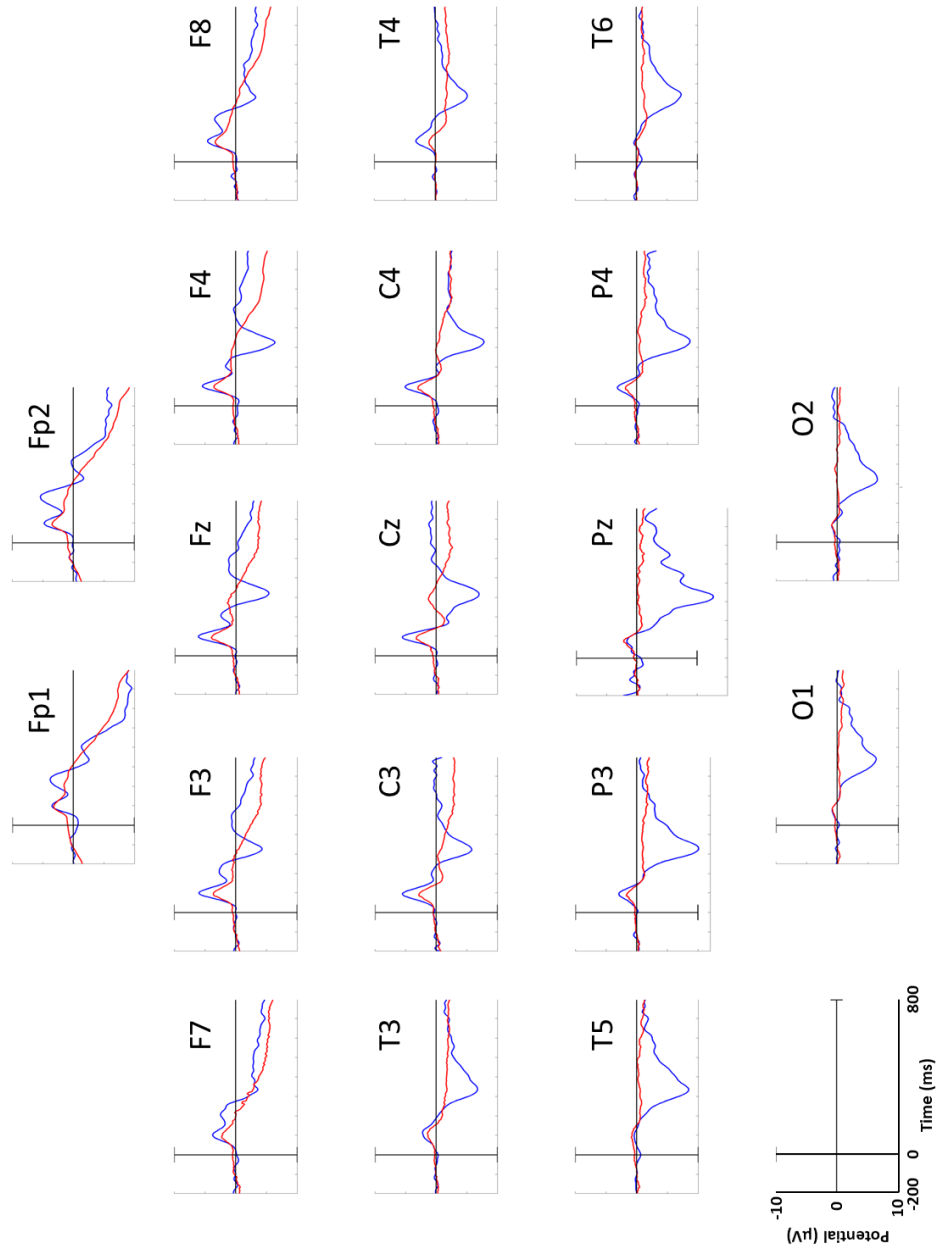 Fp1 Fp2
F7 F3 Fz F4 F8
T3 C3 Cz C4 T4
T5 P3 Pz P4 T6
O1 O2
-10
0
10
Potential (µV)
-200 0 800
Time (ms)